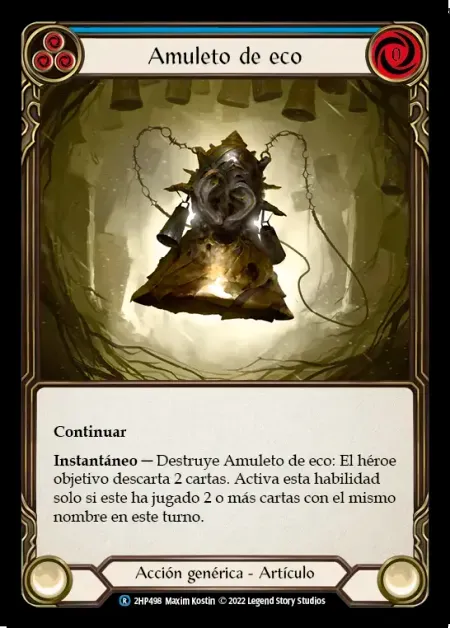 Amuleto de eco
0
Continuar
Instantáneo — Destruye Amuleto de eco: El héroe
objetivo descarta 2 cartas. Activa esta habilidad
solo si este ha jugado 2 o más cartas con el mismo
nombre en este turno.
Acción genérica - Artículo
R 2HP498 Maxim Kostin © 2022 Legend Story Studios